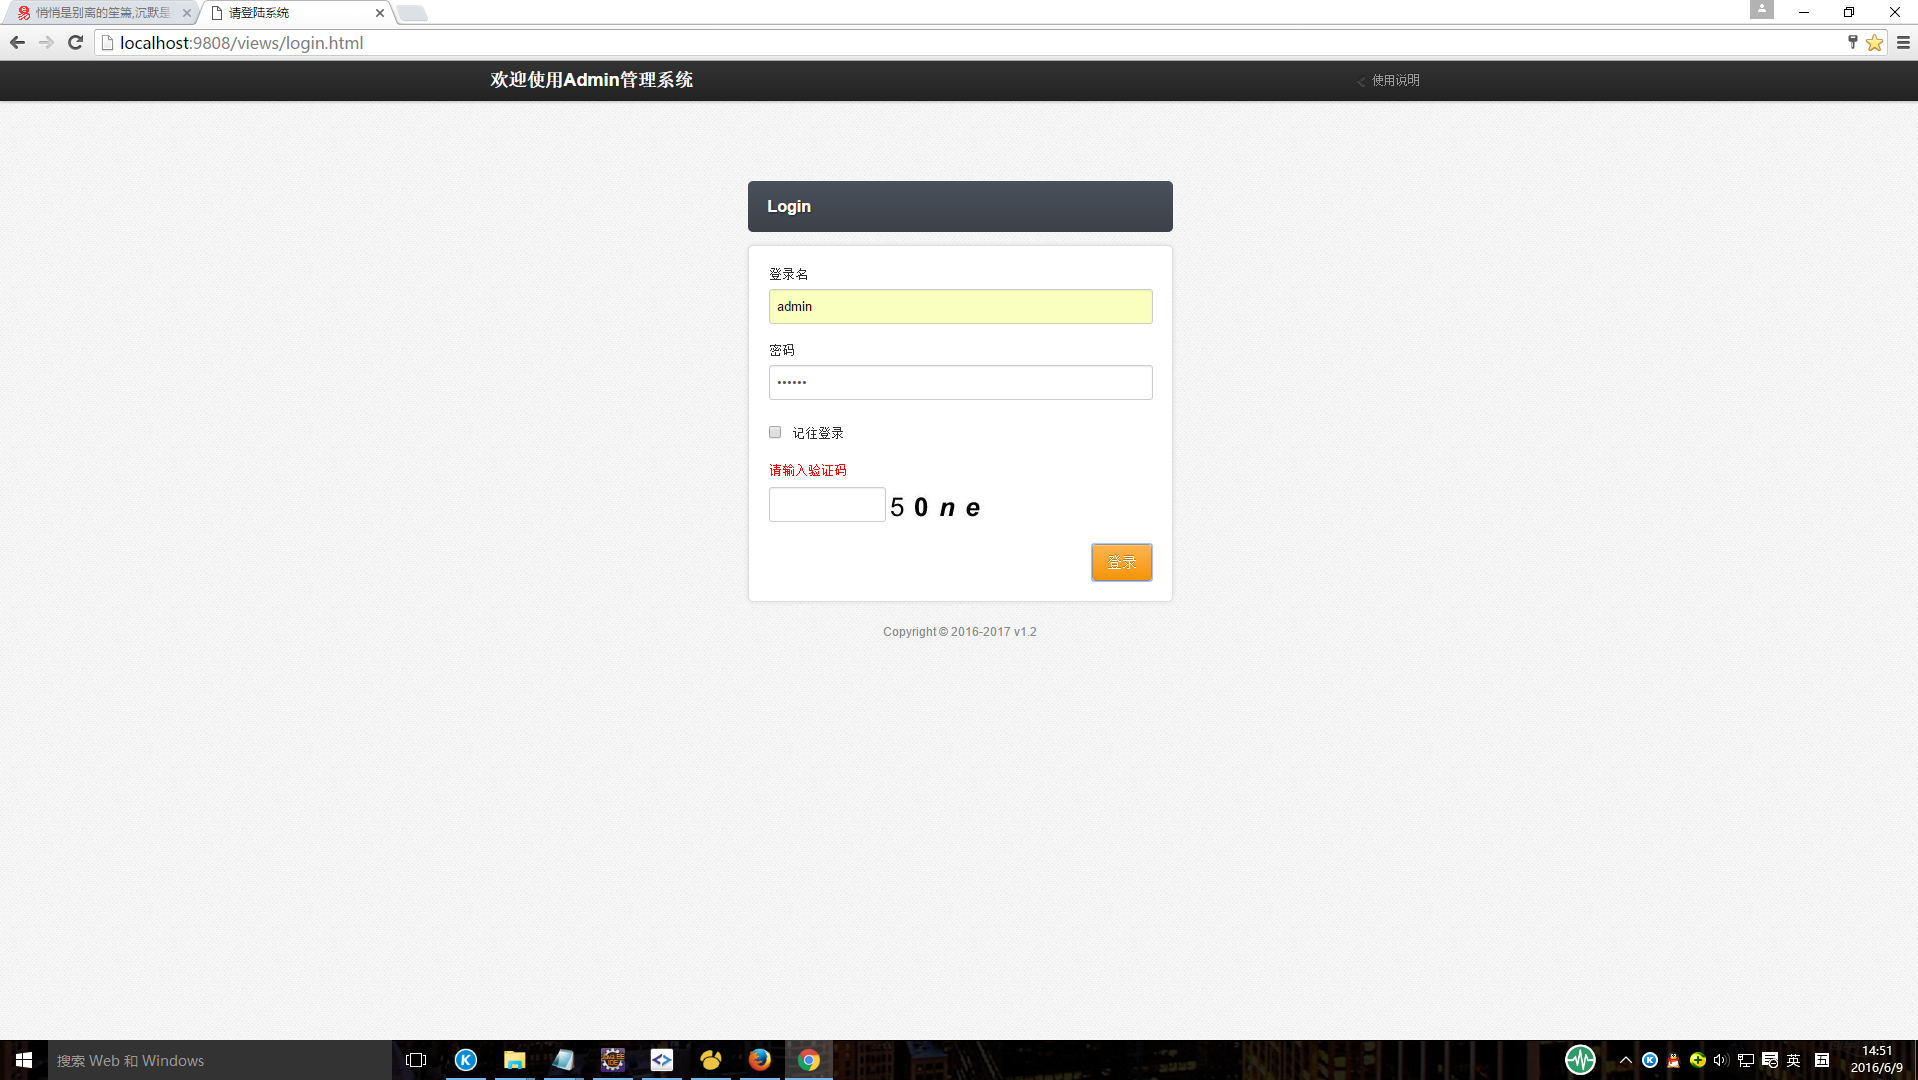 悄悄是别离的笙箫,沉默是
请登陆系统
localhost:9808/views/login.html
欢迎使用Admin管理系统
使用说明
Login
登录名
admin
密码
••••••
记往登录
请输入验证码
5 0 n e
登录
Copyright © 2016-2017 v1.2
搜索 Web 和 Windows
英
五
14:51
2016/6/9